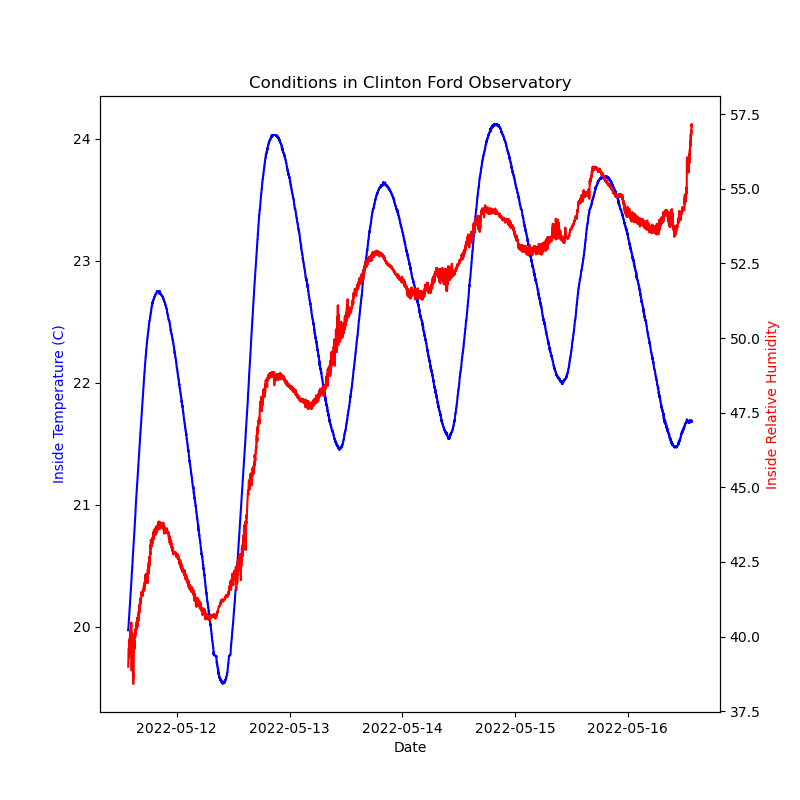 Conditions in Clinton Ford Observatory
24
23
22
21
20
Inside Temperature (C)
57.5
55.0
52.5
50.0
47.5
45.0
42.5
40.0
37.5
Inside Relative Humidity
2022-05-12 2022-05-13 2022-05-14 2022-05-15 2022-05-16
Date